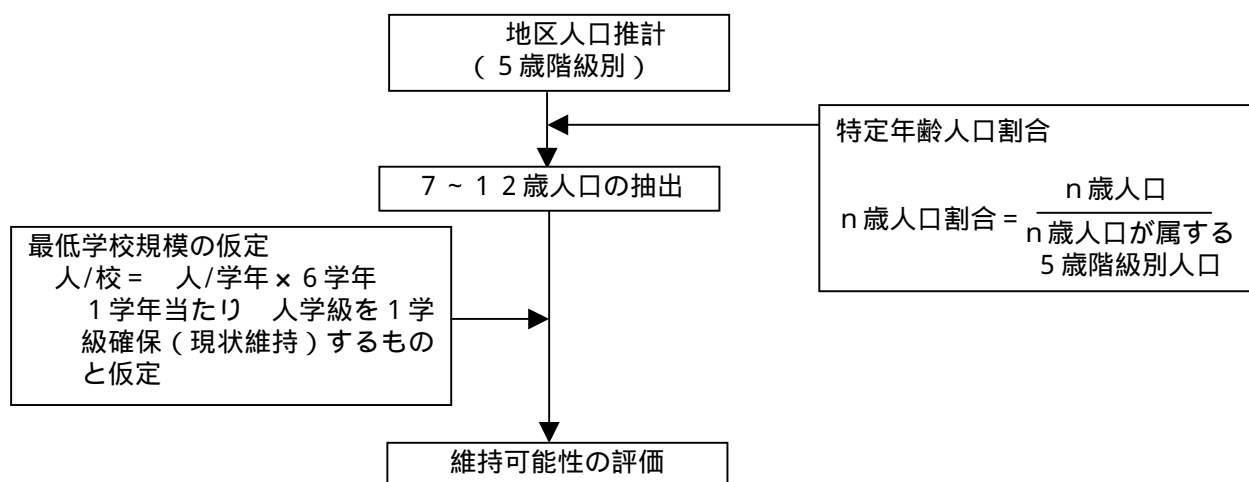 地区人口推計
(5歳階級別)
特定年齢人口割合
n歳人口割合=
n歳人口
n歳人口が属する
5歳階級別人口
7~12歳人口の抽出
最低学校規模の仮定
人/校= 人/学年×6学年
1学年当たり 人学級を1学
級確保(現状維持)するもの
と仮定
維持可能性の評価